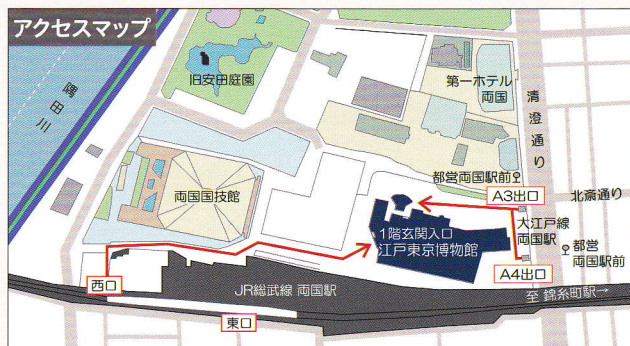 アクセスマップ
隅田川
旧安田庭園
第一ホテル
両国
清澄通り
両国国技館
都営両国駅前
A3出口
北斎通り
1階玄関入口
江戸東京博物館
大江戸線
両国駅
都営
両国駅前
A4出口
西口
JR総武線 両国駅
至 錦糸町駅→
東口